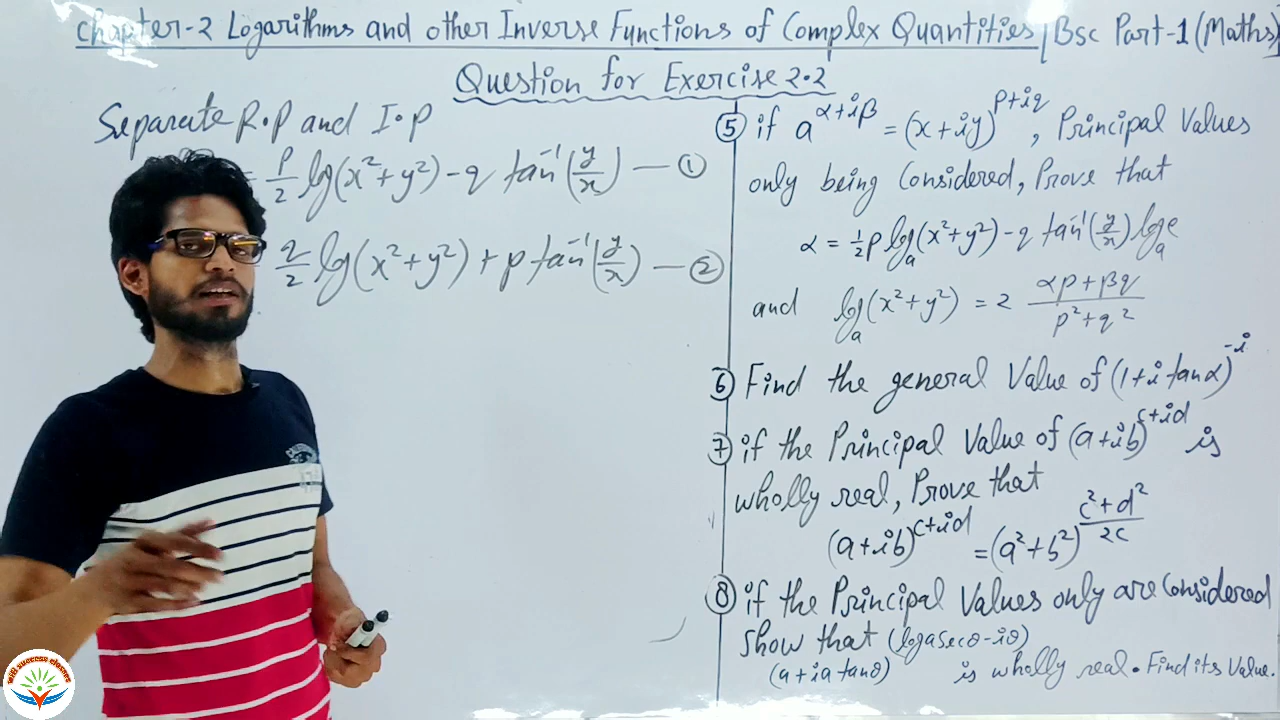 Chapter-2 Logarithms and other Inverse Functions of Complex Quantities / Bsc Part-1 (Maths)
Question for Exercise 2.2
Separate R.P and I.P
= p/2 log(x²+y²) - q tan⁻¹(y/x) — ①
q/2 log(x²+y²) + p tan⁻¹(y/x) — ②
⑤ if a^(α+iβ) = (x+iy)^(p+iq), Principal Values
only being Considered, Prove that
α = ½ p logₐ(x²+y²) - q tan⁻¹(y/x) logₐe
and logₐ(x²+y²) = 2 (αp+βq)/(p²+q²)
⑥ Find the general Value of (1+i tanα)^(-i)
⑦ if the Principal Value of (a+ib)^(c+id) is
wholly real, Prove that
(a+ib)^(c+id) = (a²+b²)^((c²+d²)/2c)
⑧ if the Principal Values only are Considered
Show that (a+ia tanθ)^(log a secθ-iθ) is wholly real. Find its Value.
success classes